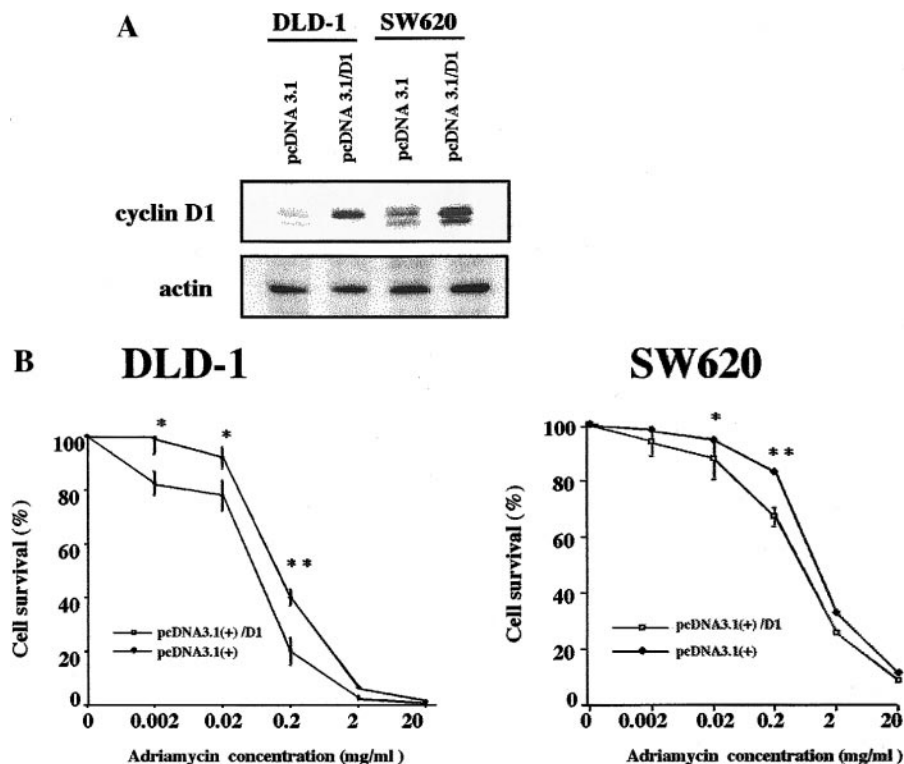 A
DLD-1 SW620
pcDNA 3.1
pcDNA 3.1/D1
pcDNA 3.1
pcDNA 3.1/D1
cyclin D1
actin
B
DLD-1
Cell survival (%)
100
80
60
40
20
0
* * * *
pcDNA3.1(+) /D1
pcDNA3.1(+)
0 0.002 0.02 0.2 2 20
Adriamycin concentration (mg/ml)
SW620
Cell survival (%)
100
80
60
40
20
0
* * *
pcDNA3.1(+) /D1
pcDNA3.1(+)
0 0.002 0.02 0.2 2 20
Adriamycin concentration (mg/ml)